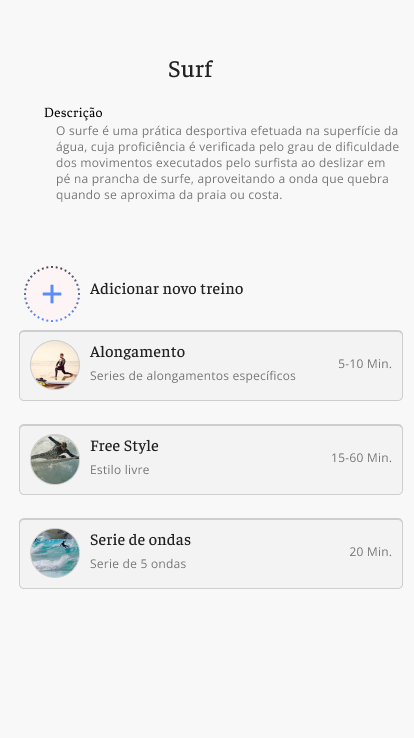 Surf
Descrição
O surfe é uma prática desportiva efetuada na superfície da
água, cuja proficiência é verificada pelo grau de dificuldade
dos movimentos executados pelo surfista ao deslizar em
pé na prancha de surfe, aproveitando a onda que quebra
quando se aproxima da praia ou costa.
Adicionar novo treino
Alongamento
5-10 Min.
Series de alongamentos específicos
Free Style
15-60 Min.
Estilo livre
Serie de ondas
20 Min.
Serie de 5 ondas